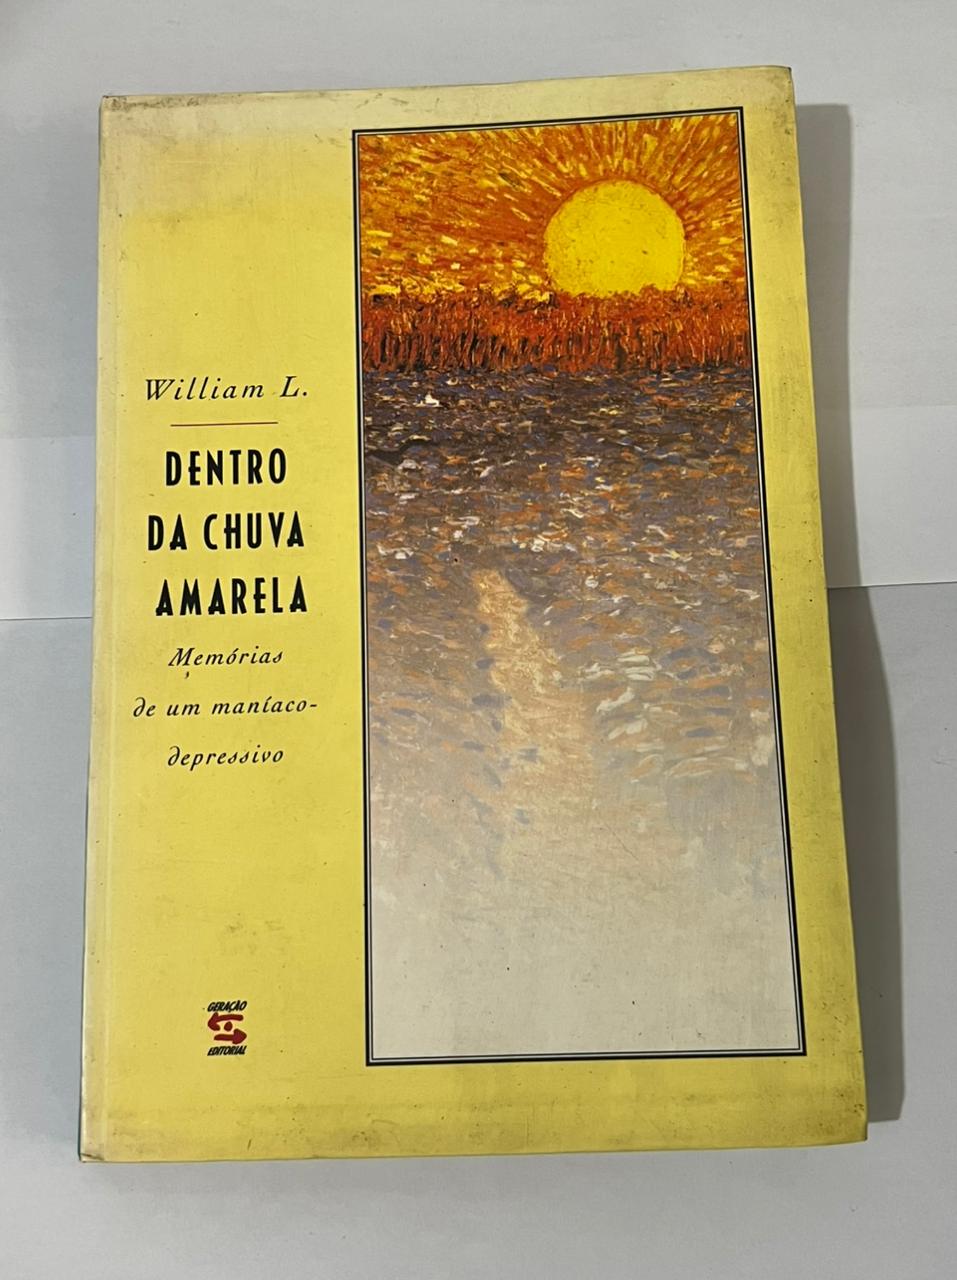 William L.
DENTRO
DA CHUVA
AMARELA
Memórias
de um maníaco-
depressivo
GERAÇÃO
EDITORIAL